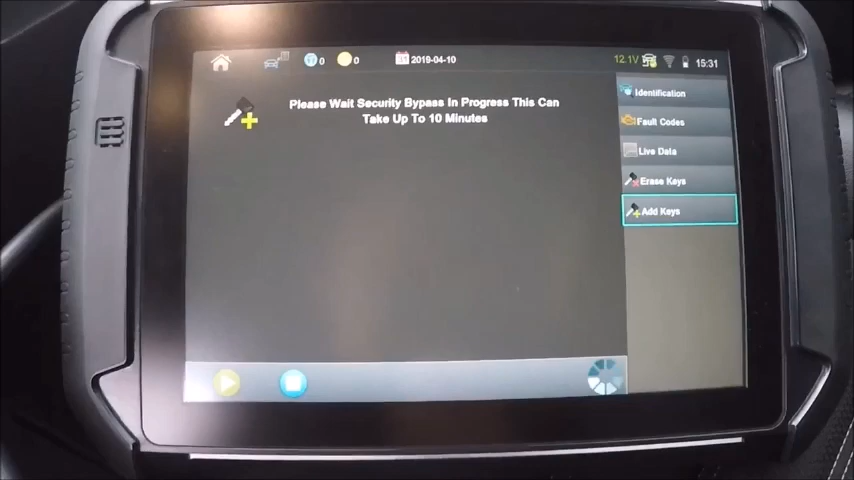 0
0
2019-04-10
12.1V
15:31
Please Wait Security Bypass In Progress This Can
Take Up To 10 Minutes
Identification
Fault Codes
Live Data
Erase Keys
Add Keys